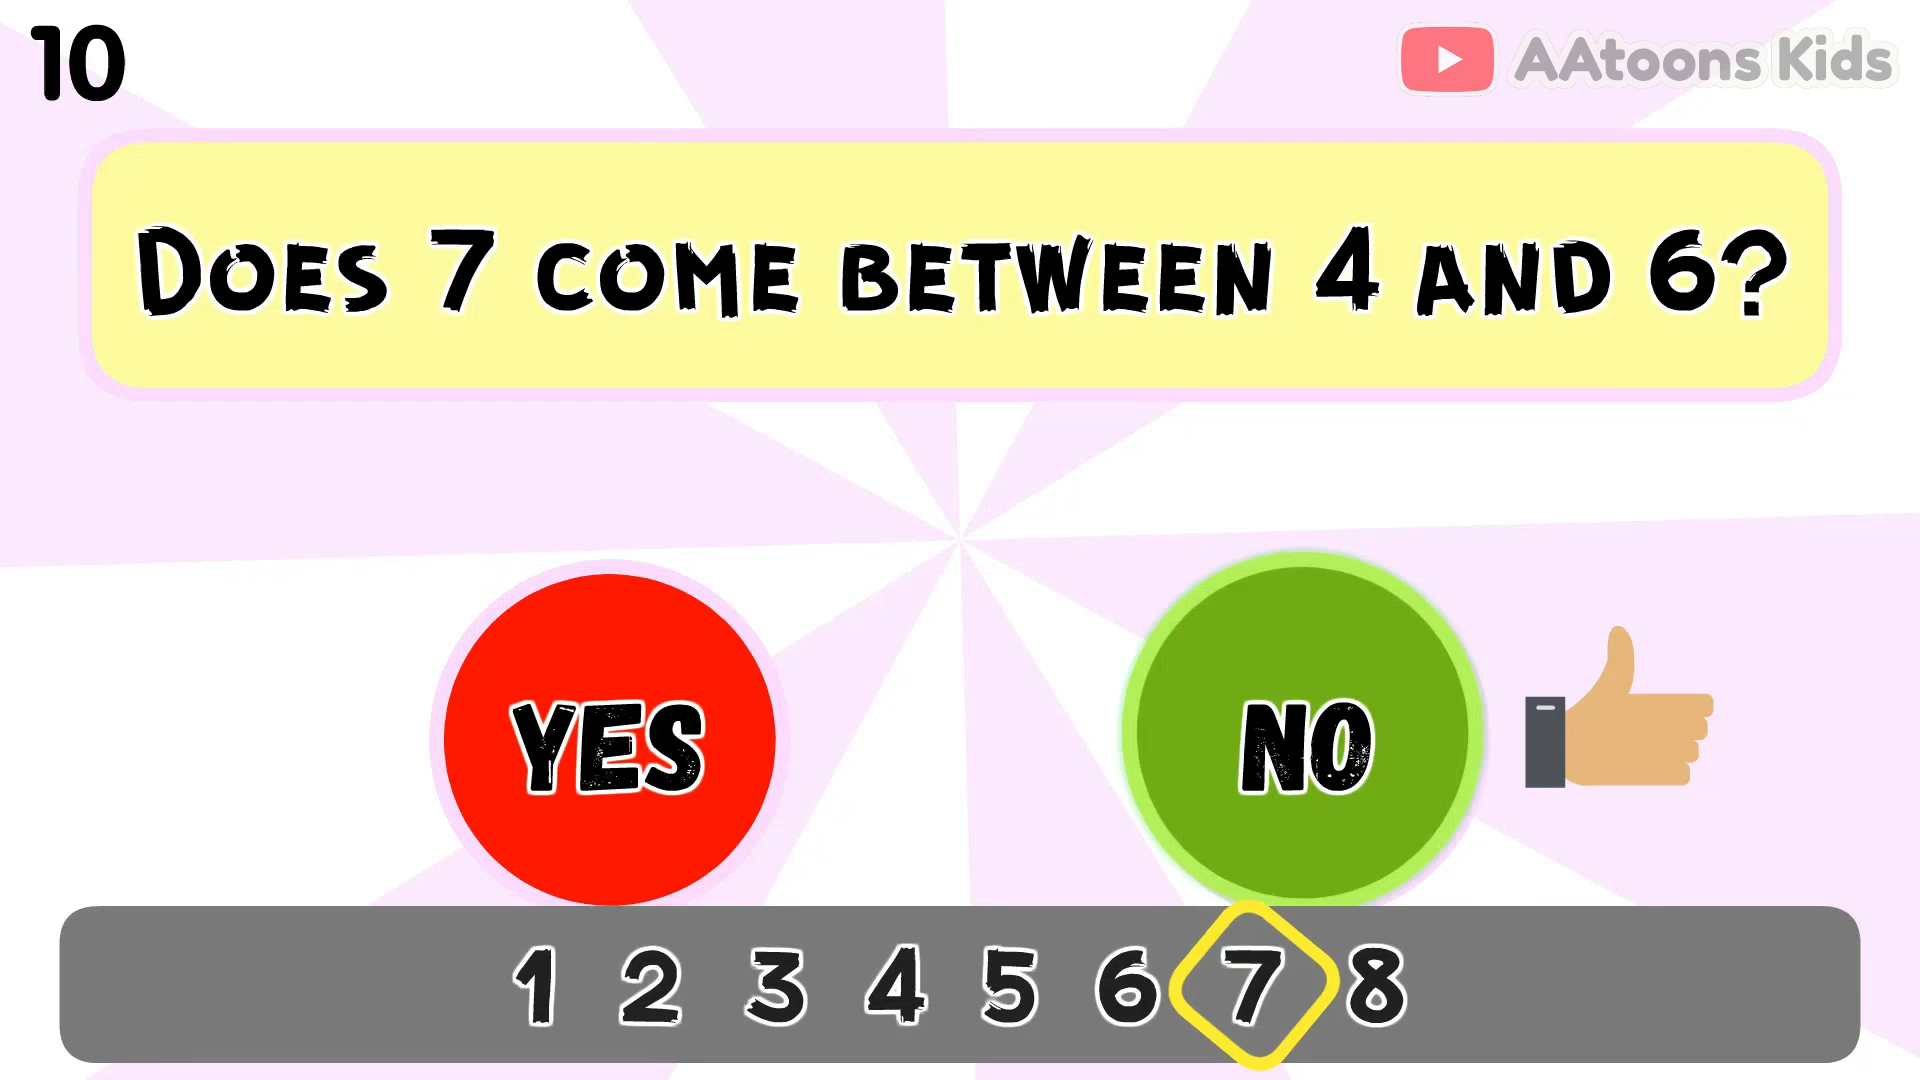 10
AAtoons Kids
Does 7 come between 4 and 6?
YES
NO
1 2 3 4 5 6 7 8